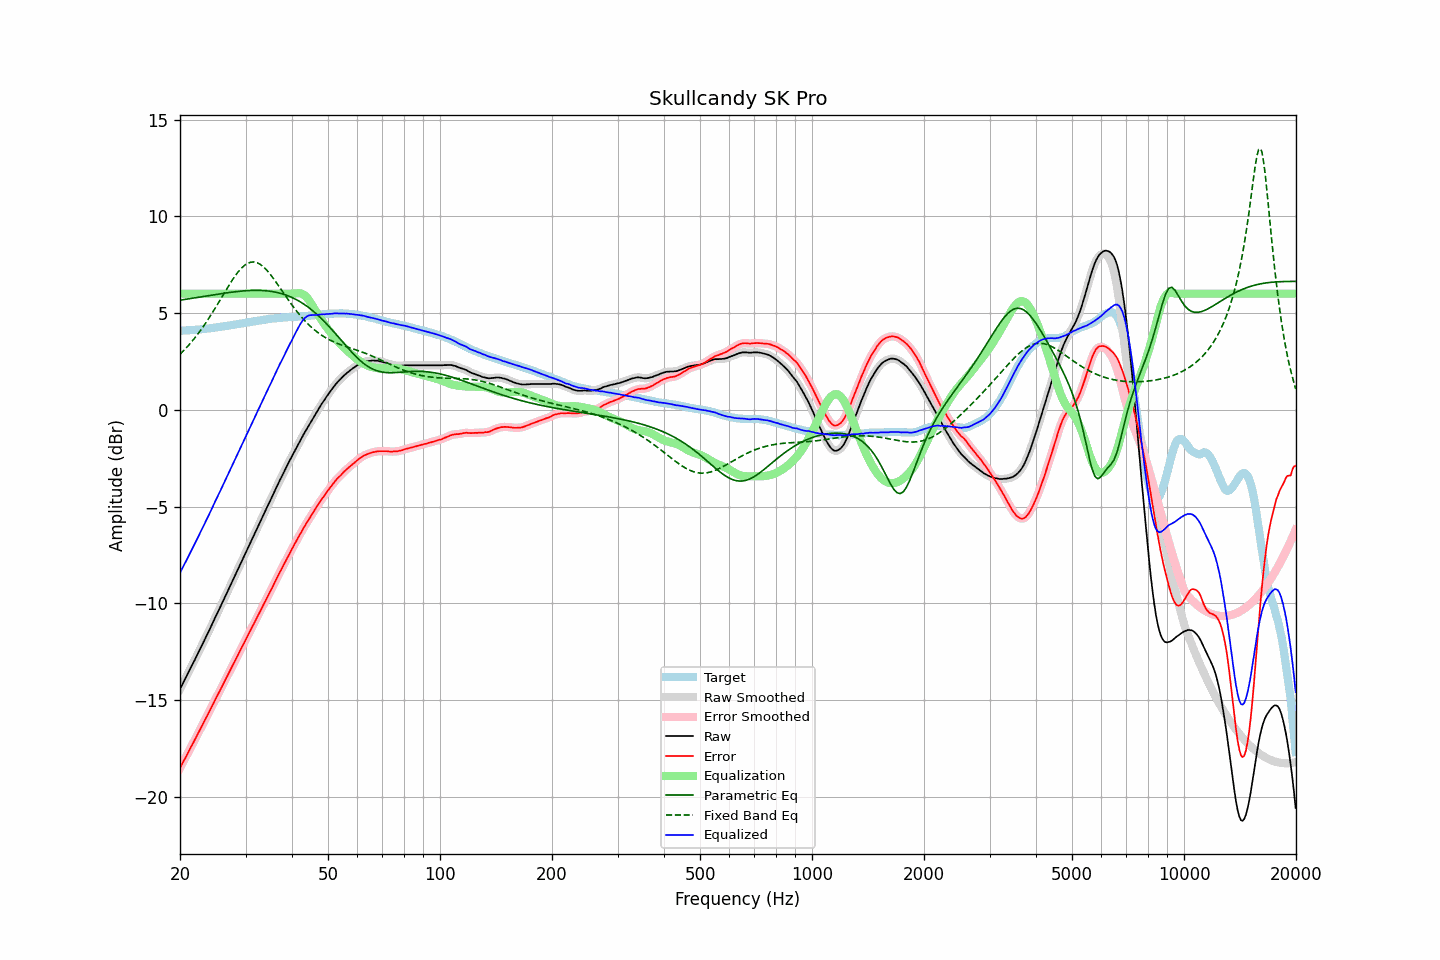 Skullcandy SK Pro
15
10
5
0
−5
−10
−15
−20
Amplitude (dBr)
Target
Raw Smoothed
Error Smoothed
Raw
Error
Equalization
Parametric Eq
Fixed Band Eq
Equalized
20
50
100
200
500
1000
2000
5000
10000
20000
Frequency (Hz)